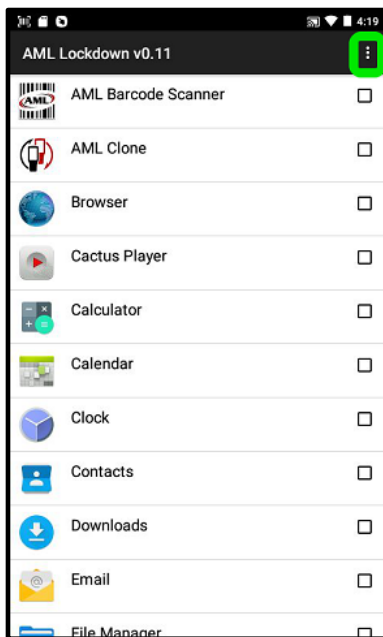 4:19
AML Lockdown v0.11
AML
AML Barcode Scanner
AML Clone
Browser
Cactus Player
Calculator
Calendar
Clock
Contacts
Downloads
@
Email
File Manager